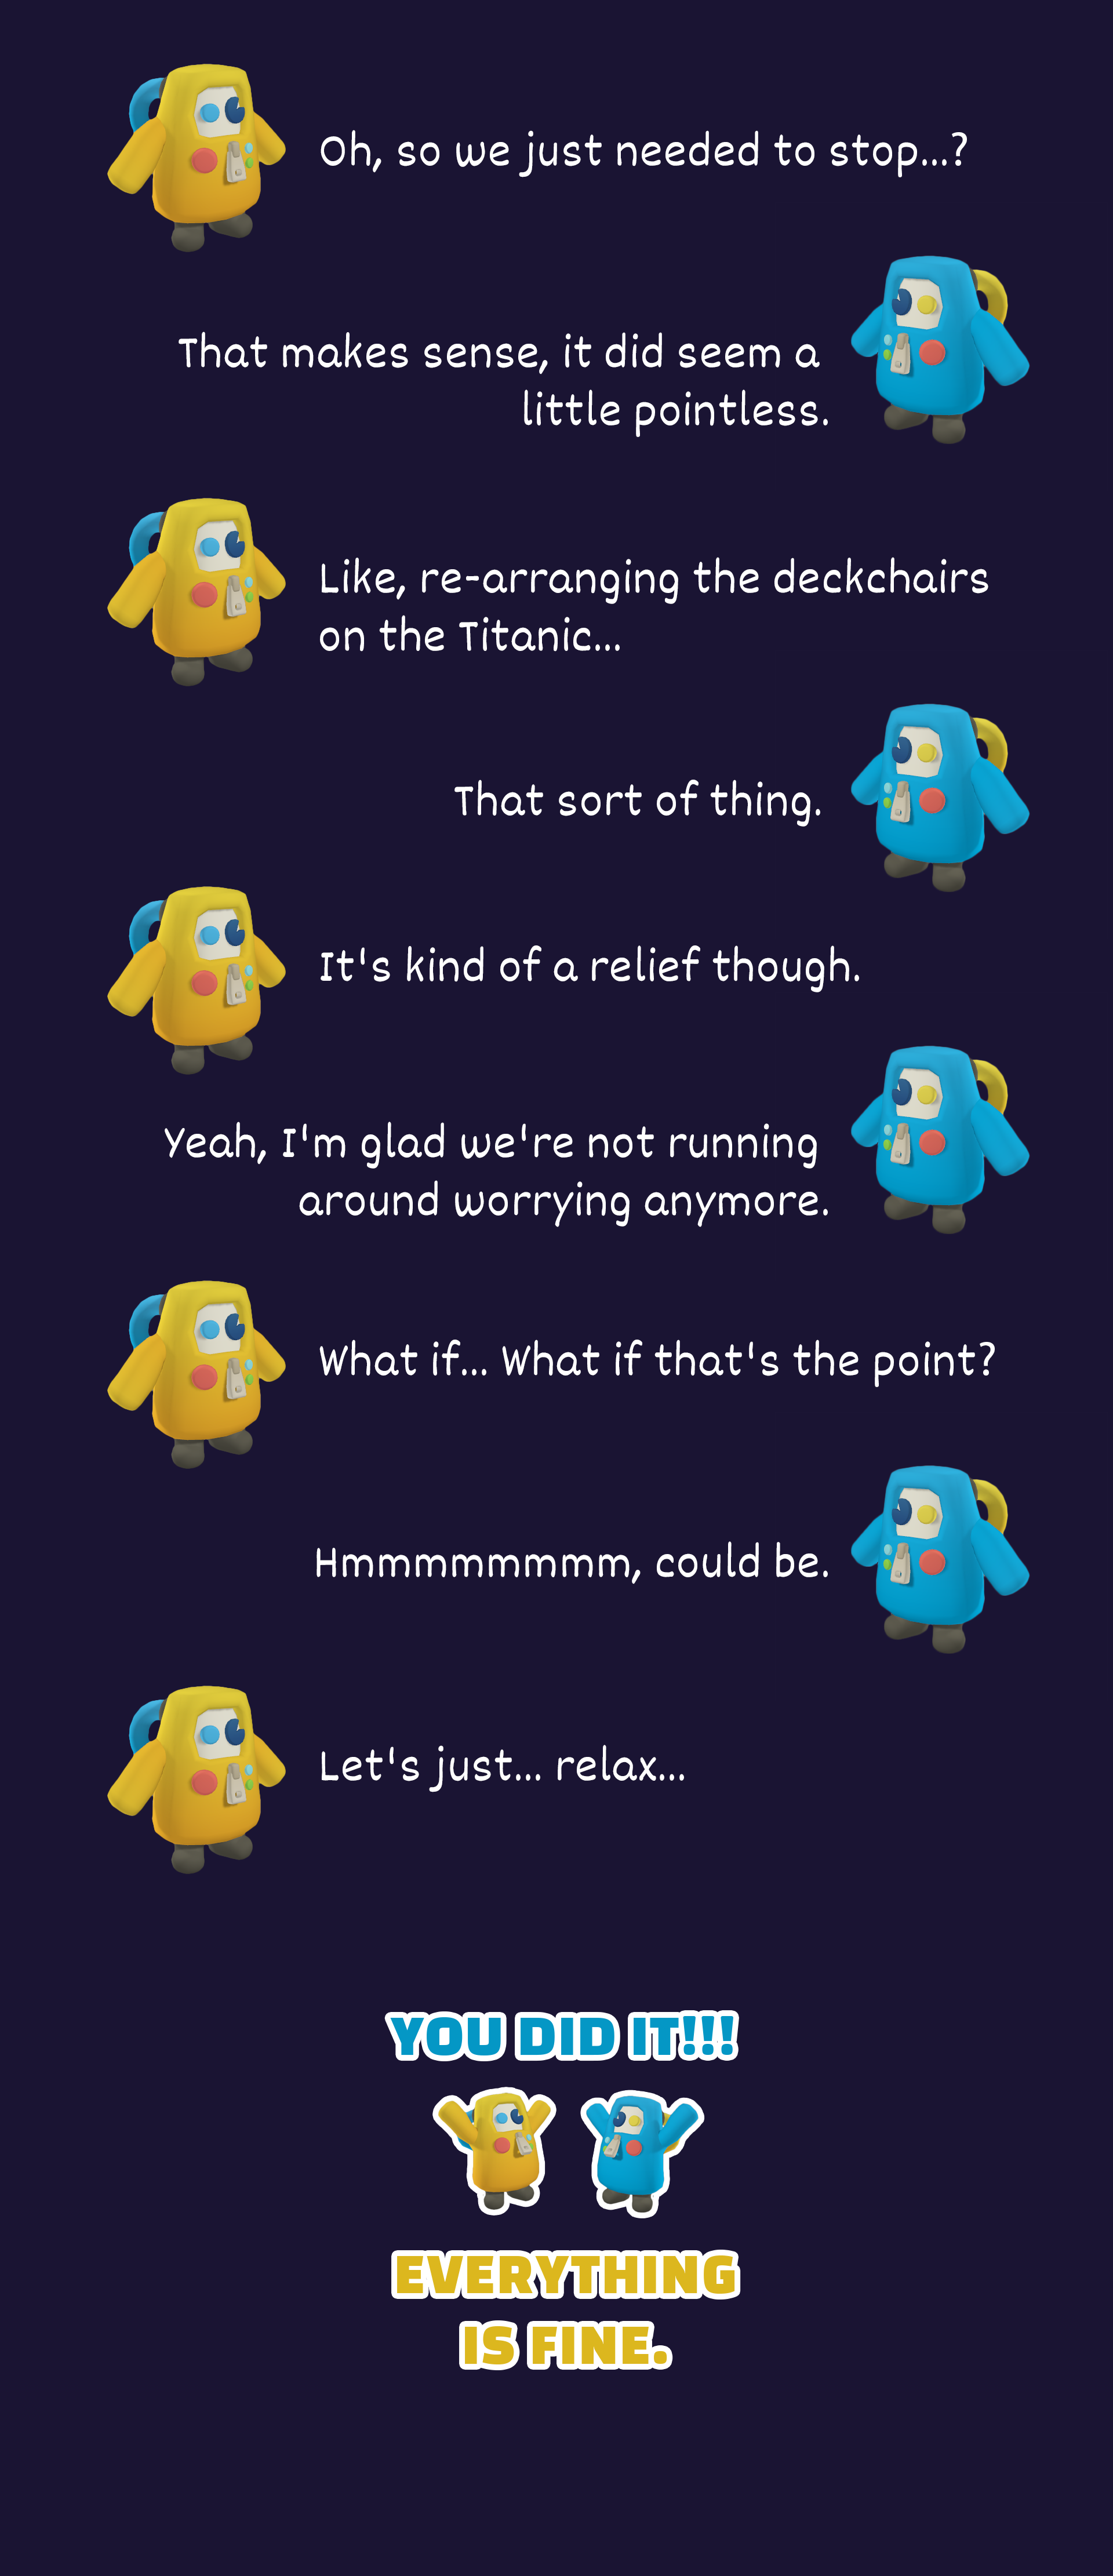 Oh, so we just needed to stop...?
That makes sense, it did seem a
little pointless.
Like, re-arranging the deckchairs
on the Titanic...
That sort of thing.
It's kind of a relief though.
Yeah, I'm glad we're not running
around worrying anymore.
What if... What if that's the point?
Hmmmmmmmm, could be.
Let's just... relax...
YOU DID IT!!!
EVERYTHING
IS FINE.